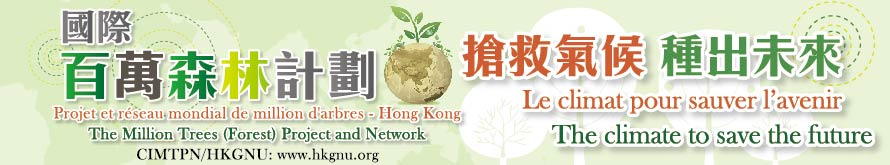 國際
百萬森林計劃
Projet et réseau mondial de million d'arbres - Hong Kong
The Million Trees (Forest) Project and Network
CIMTPN/HKGNU: www.hkgnu.org
搶救氣候 種出未來
Le climat pour sauver l'avenir
The climate to save the future